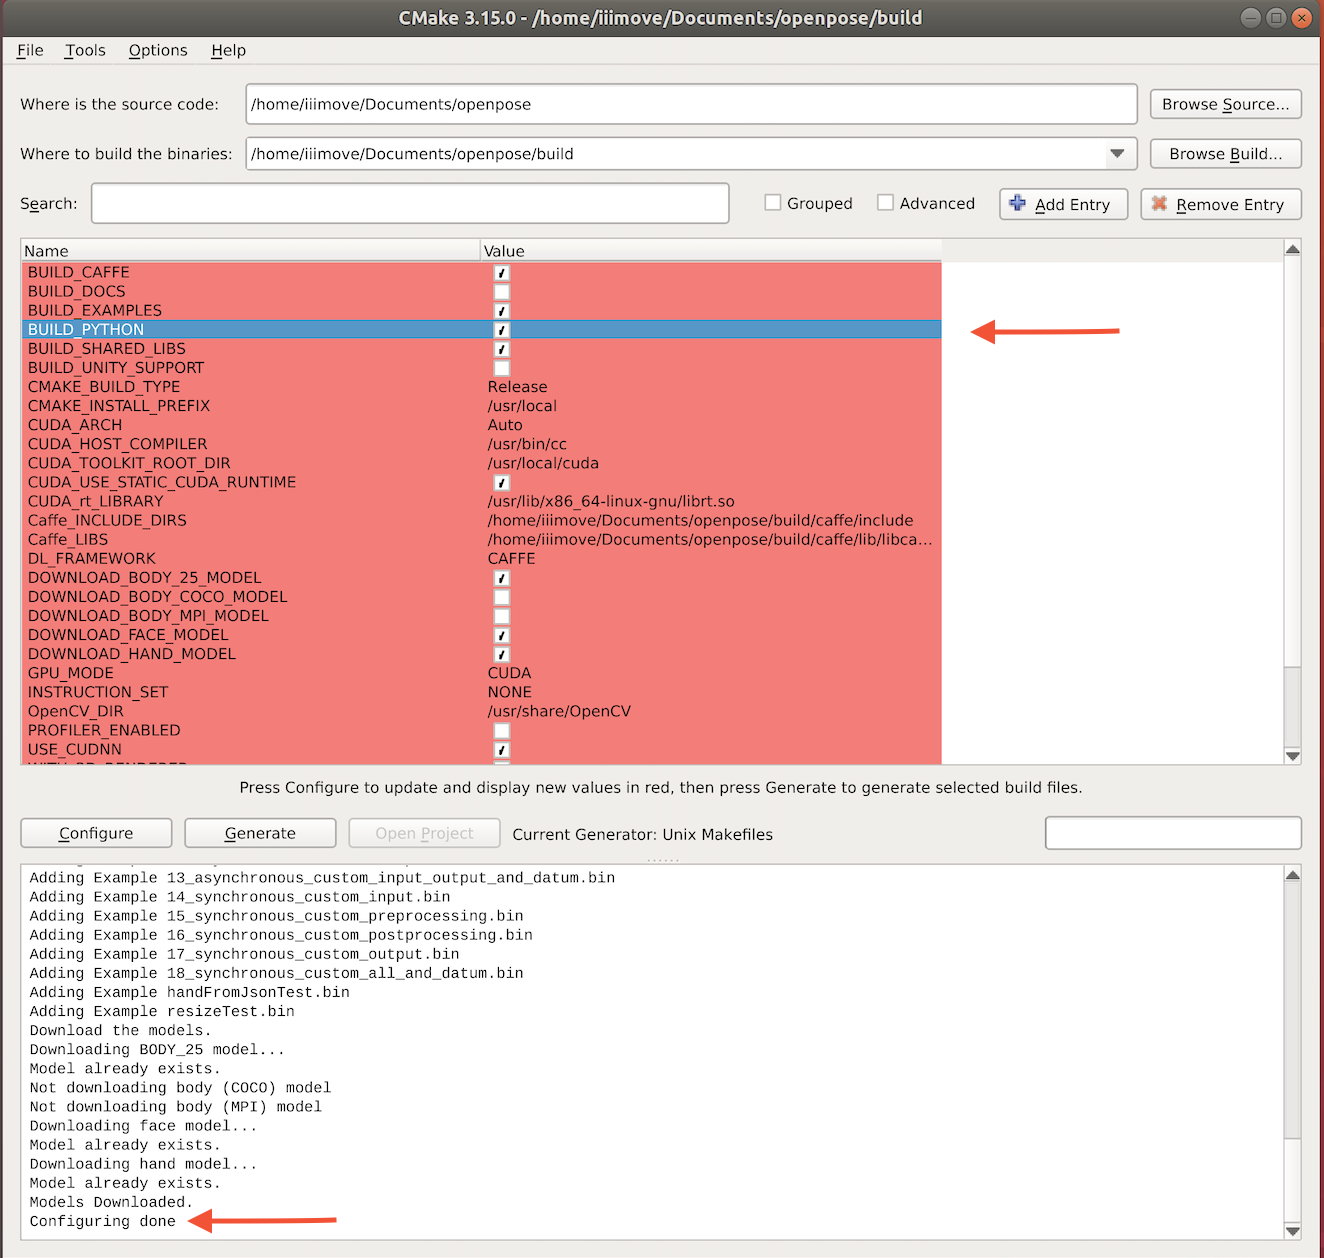 CMake 3.15.0 - /home/iiimove/Documents/openpose/build
File Tools Options Help
Where is the source code: /home/iiimove/Documents/openpose Browse Source...
Where to build the binaries: /home/iiimove/Documents/openpose/build Browse Build...
Search: Grouped Advanced Add Entry Remove Entry
Name Value
BUILD_CAFFE
BUILD_DOCS
BUILD_EXAMPLES
BUILD_PYTHON
BUILD_SHARED_LIBS
BUILD_UNITY_SUPPORT
CMAKE_BUILD_TYPE Release
CMAKE_INSTALL_PREFIX /usr/local
CUDA_ARCH Auto
CUDA_HOST_COMPILER /usr/bin/cc
CUDA_TOOLKIT_ROOT_DIR /usr/local/cuda
CUDA_USE_STATIC_CUDA_RUNTIME
CUDA_rt_LIBRARY /usr/lib/x86_64-linux-gnu/librt.so
Caffe_INCLUDE_DIRS /home/iiimove/Documents/openpose/build/caffe/include
Caffe_LIBS /home/iiimove/Documents/openpose/build/caffe/lib/libca...
DL_FRAMEWORK CAFFE
DOWNLOAD_BODY_25_MODEL
DOWNLOAD_BODY_COCO_MODEL
DOWNLOAD_BODY_MPI_MODEL
DOWNLOAD_FACE_MODEL
DOWNLOAD_HAND_MODEL
GPU_MODE CUDA
INSTRUCTION_SET NONE
OpenCV_DIR /usr/share/OpenCV
PROFILER_ENABLED
USE_CUDNN
Press Configure to update and display new values in red, then press Generate to generate selected build files.
Configure Generate Open Project Current Generator: Unix Makefiles
Adding Example 13_asynchronous_custom_input_output_and_datum.bin
Adding Example 14_synchronous_custom_input.bin
Adding Example 15_synchronous_custom_preprocessing.bin
Adding Example 16_synchronous_custom_postprocessing.bin
Adding Example 17_synchronous_custom_output.bin
Adding Example 18_synchronous_custom_all_and_datum.bin
Adding Example handFromJsonTest.bin
Adding Example resizeTest.bin
Download the models.
Downloading BODY_25 model...
Model already exists.
Not downloading body (COCO) model
Not downloading body (MPI) model
Downloading face model...
Model already exists.
Downloading hand model...
Model already exists.
Models Downloaded.
Configuring done